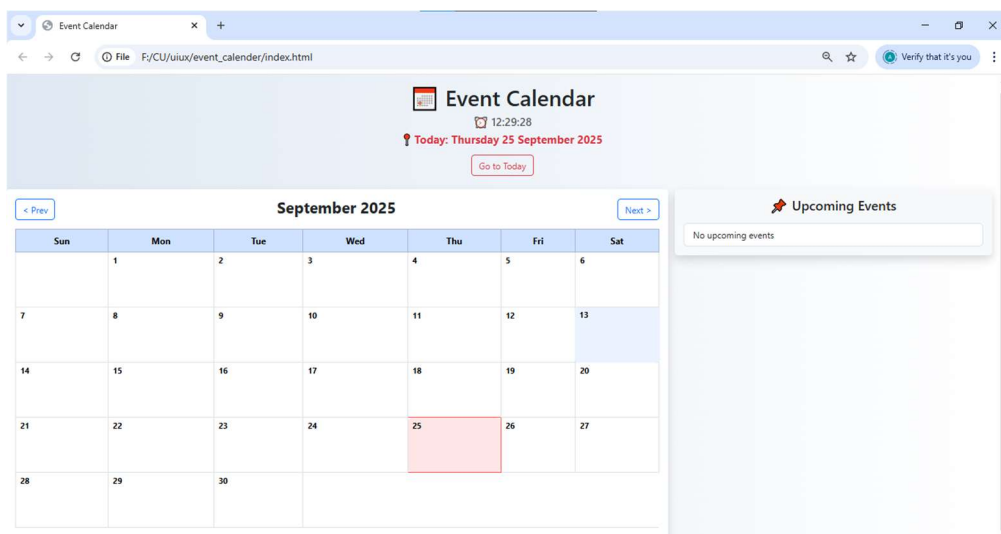 Event Calendar
File F:/CU/uiux/event_calender/index.html
Verify that it's you
Event Calendar
12:29:28
Today: Thursday 25 September 2025
Go to Today
< Prev
September 2025
Next >
Sun Mon Tue Wed Thu Fri Sat
1 2 3 4 5 6
7 8 9 10 11 12 13
14 15 16 17 18 19 20
21 22 23 24 25 26 27
28 29 30
Upcoming Events
No upcoming events